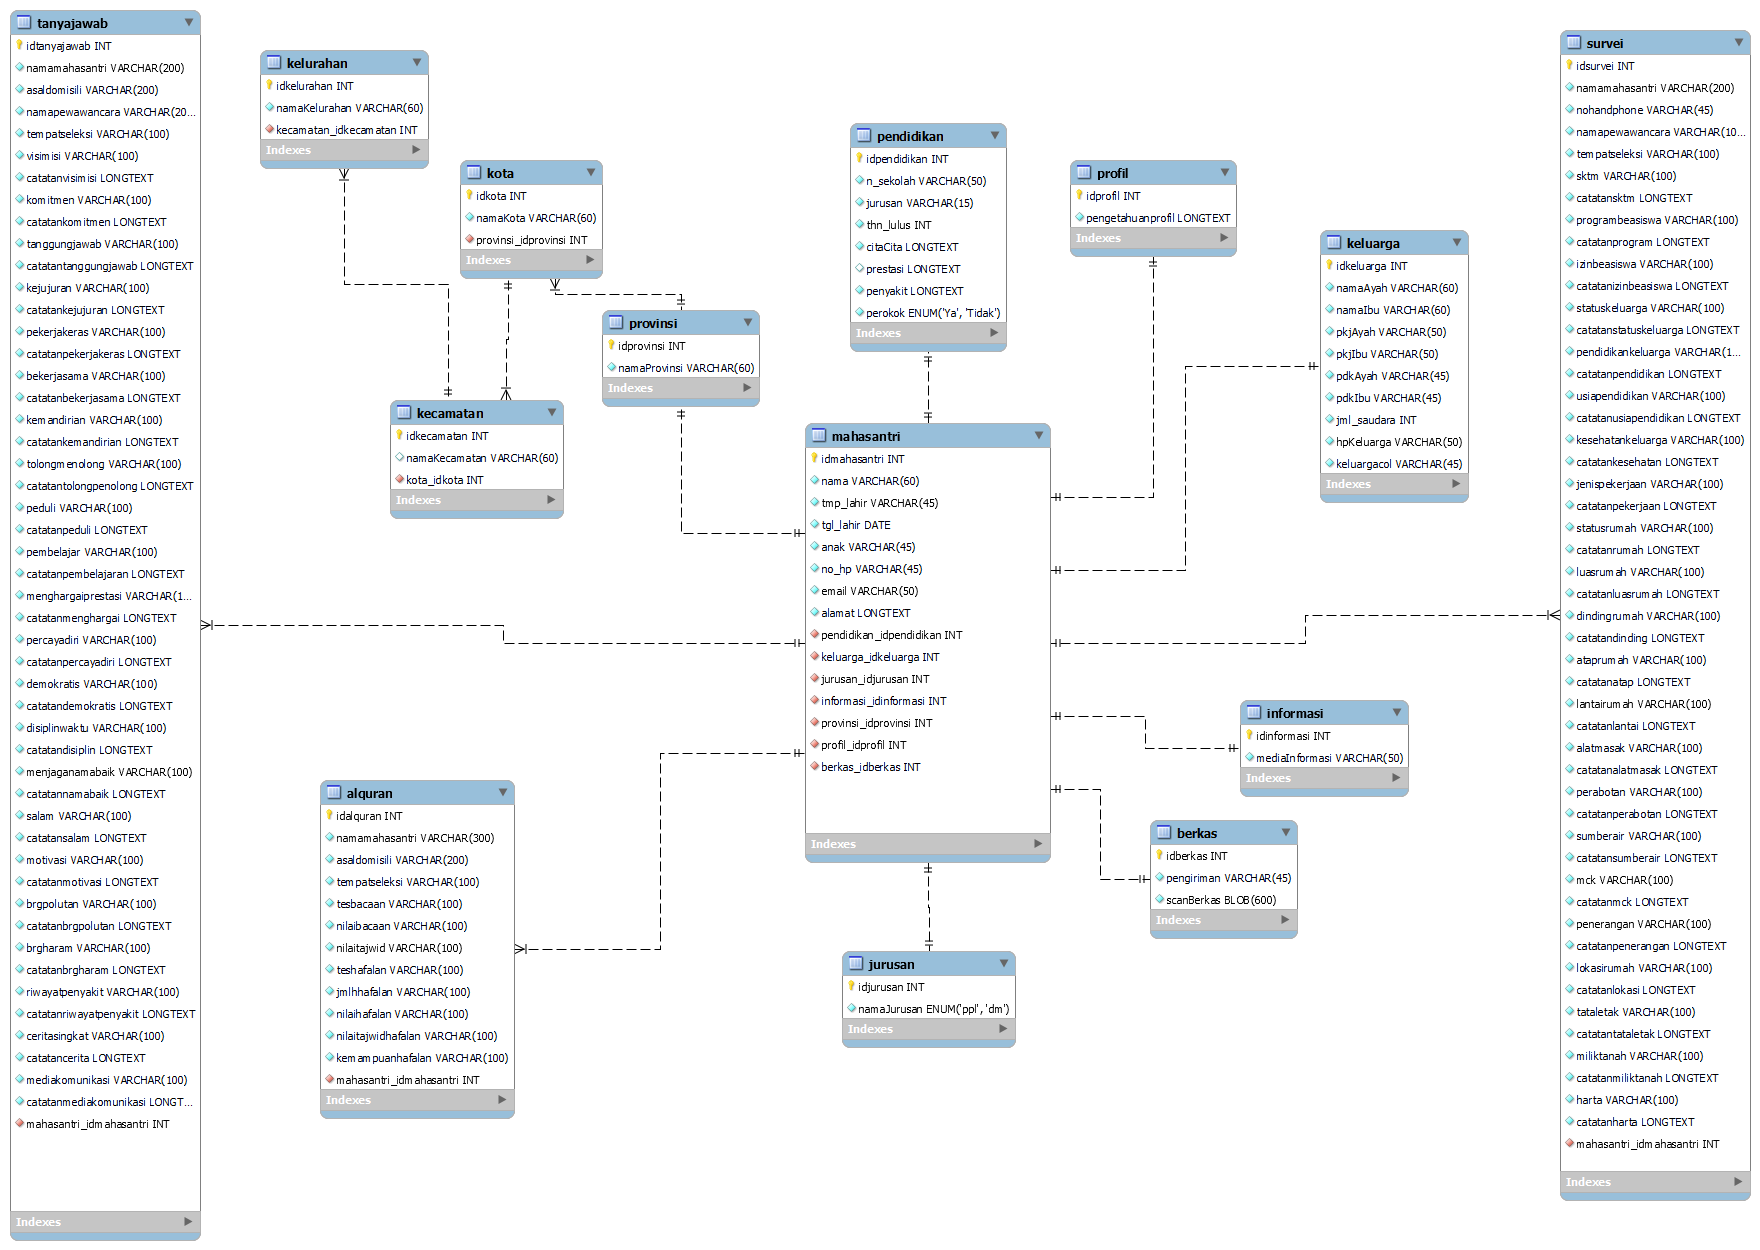 tanyajawab
idtanyajawab INT
namamahasantri VARCHAR(200)
asaldomisili VARCHAR(200)
namapewawancara VARCHAR(20...
tempatseleksi VARCHAR(100)
visimisi VARCHAR(100)
catatanvisimisi LONGTEXT
komitmen VARCHAR(100)
catatankomitmen LONGTEXT
tanggungjawab VARCHAR(100)
catatantanggungjawab LONGTEXT
kejujuran VARCHAR(100)
catatankejujuran LONGTEXT
pekerjakeras VARCHAR(100)
catatanpekerjakeras LONGTEXT
bekerjasama VARCHAR(100)
catatanbekerjasama LONGTEXT
kemandirian VARCHAR(100)
catatankemandirian LONGTEXT
tolongmenolong VARCHAR(100)
catatantolongpenolong LONGTEXT
peduli VARCHAR(100)
catatanpeduli LONGTEXT
pembelajar VARCHAR(100)
catatanpembelajaran LONGTEXT
menghargaiprestasi VARCHAR(1...
catatanmenghargai LONGTEXT
percayadiri VARCHAR(100)
catatanpercayadiri LONGTEXT
demokratis VARCHAR(100)
catatandemokratis LONGTEXT
disiplinwaktu VARCHAR(100)
catatandisiplin LONGTEXT
menjaganamabaik VARCHAR(100)
catatannamabaik LONGTEXT
salam VARCHAR(100)
catatansalam LONGTEXT
motivasi VARCHAR(100)
catatanmotivasi LONGTEXT
brgpolutan VARCHAR(100)
catatanbrgpolutan LONGTEXT
brgharam VARCHAR(100)
catatanbrgharam LONGTEXT
riwayatpenyakit VARCHAR(100)
catatanriwayatpenyakit LONGTEXT
ceritasingkat VARCHAR(100)
catatancerita LONGTEXT
mediakomunikasi VARCHAR(100)
catatanmediakomunikasi LONGT...
mahasantri_idmahasantri INT
Indexes
kelurahan
idkelurahan INT
namaKelurahan VARCHAR(60)
kecamatan_idkecamatan INT
Indexes
kota
idkota INT
namaKota VARCHAR(60)
provinsi_idprovinsi INT
Indexes
provinsi
idprovinsi INT
namaProvinsi VARCHAR(60)
Indexes
kecamatan
idkecamatan INT
namaKecamatan VARCHAR(60)
kota_idkota INT
Indexes
alquran
idalquran INT
namamahasantri VARCHAR(300)
asaldomisili VARCHAR(200)
tempatseleksi VARCHAR(100)
tesbacaan VARCHAR(100)
nilaibacaan VARCHAR(100)
nilaitajwid VARCHAR(100)
teshafalan VARCHAR(100)
jmlhhafalan VARCHAR(100)
nilaihafalan VARCHAR(100)
nilaitajwidhafalan VARCHAR(100)
kemampuanhafalan VARCHAR(100)
mahasantri_idmahasantri INT
Indexes
pendidikan
idpendidikan INT
n_sekolah VARCHAR(50)
jurusan VARCHAR(15)
thn_lulus INT
citaCita LONGTEXT
prestasi LONGTEXT
penyakit LONGTEXT
perokok ENUM('Ya', 'Tidak')
Indexes
mahasantri
idmahasantri INT
nama VARCHAR(60)
tmp_lahir VARCHAR(45)
tgl_lahir DATE
anak VARCHAR(45)
no_hp VARCHAR(45)
email VARCHAR(50)
alamat LONGTEXT
pendidikan_idpendidikan INT
keluarga_idkeluarga INT
jurusan_idjurusan INT
informasi_idinformasi INT
provinsi_idprovinsi INT
profil_idprofil INT
berkas_idberkas INT
Indexes
jurusan
idjurusan INT
namaJurusan ENUM('ppl', 'dm')
Indexes
profil
idprofil INT
pengetahuanprofil LONGTEXT
Indexes
keluarga
idkeluarga INT
namaAyah VARCHAR(60)
namaIbu VARCHAR(60)
pkjAyah VARCHAR(50)
pkjIbu VARCHAR(50)
pdkAyah VARCHAR(45)
pdkIbu VARCHAR(45)
jml_saudara INT
hpKeluarga VARCHAR(50)
keluargacol VARCHAR(45)
Indexes
informasi
idinformasi INT
mediaInformasi VARCHAR(50)
Indexes
berkas
idberkas INT
pengiriman VARCHAR(45)
scanBerkas BLOB(600)
Indexes
survei
idsurvei INT
namamahasantri VARCHAR(200)
nohandphone VARCHAR(45)
namapewawancara VARCHAR(10...
tempatseleksi VARCHAR(100)
sktm VARCHAR(100)
catatansktm LONGTEXT
programbeasiswa VARCHAR(100)
catatanprogram LONGTEXT
izinbeasiswa VARCHAR(100)
catatanizinbeasiswa LONGTEXT
statuskeluarga VARCHAR(100)
catatanstatuskeluarga LONGTEXT
pendidikankeluarga VARCHAR(1...
catatanpendidikan LONGTEXT
usiapendidikan VARCHAR(100)
catatanusiapendidikan LONGTEXT
kesehatankeluarga VARCHAR(100)
catatankesehatan LONGTEXT
jenispekerjaan VARCHAR(100)
catatanpekerjaan LONGTEXT
statusrumah VARCHAR(100)
catatanrumah LONGTEXT
luasrumah VARCHAR(100)
catatanluasrumah LONGTEXT
dindingrumah VARCHAR(100)
catatandinding LONGTEXT
ataprumah VARCHAR(100)
catatanatap LONGTEXT
lantairumah VARCHAR(100)
catatanlantai LONGTEXT
alatmasak VARCHAR(100)
catatanalatmasak LONGTEXT
perabotan VARCHAR(100)
catatanperabotan LONGTEXT
sumberair VARCHAR(100)
catatansumberair LONGTEXT
mck VARCHAR(100)
catatanmck LONGTEXT
penerangan VARCHAR(100)
catatanpenerangan LONGTEXT
lokasirumah VARCHAR(100)
catatanlokasi LONGTEXT
tataletak VARCHAR(100)
catatantataletak LONGTEXT
miliktanah VARCHAR(100)
catatanmiliktanah LONGTEXT
harta VARCHAR(100)
catatanharta LONGTEXT
mahasantri_idmahasantri INT
Indexes